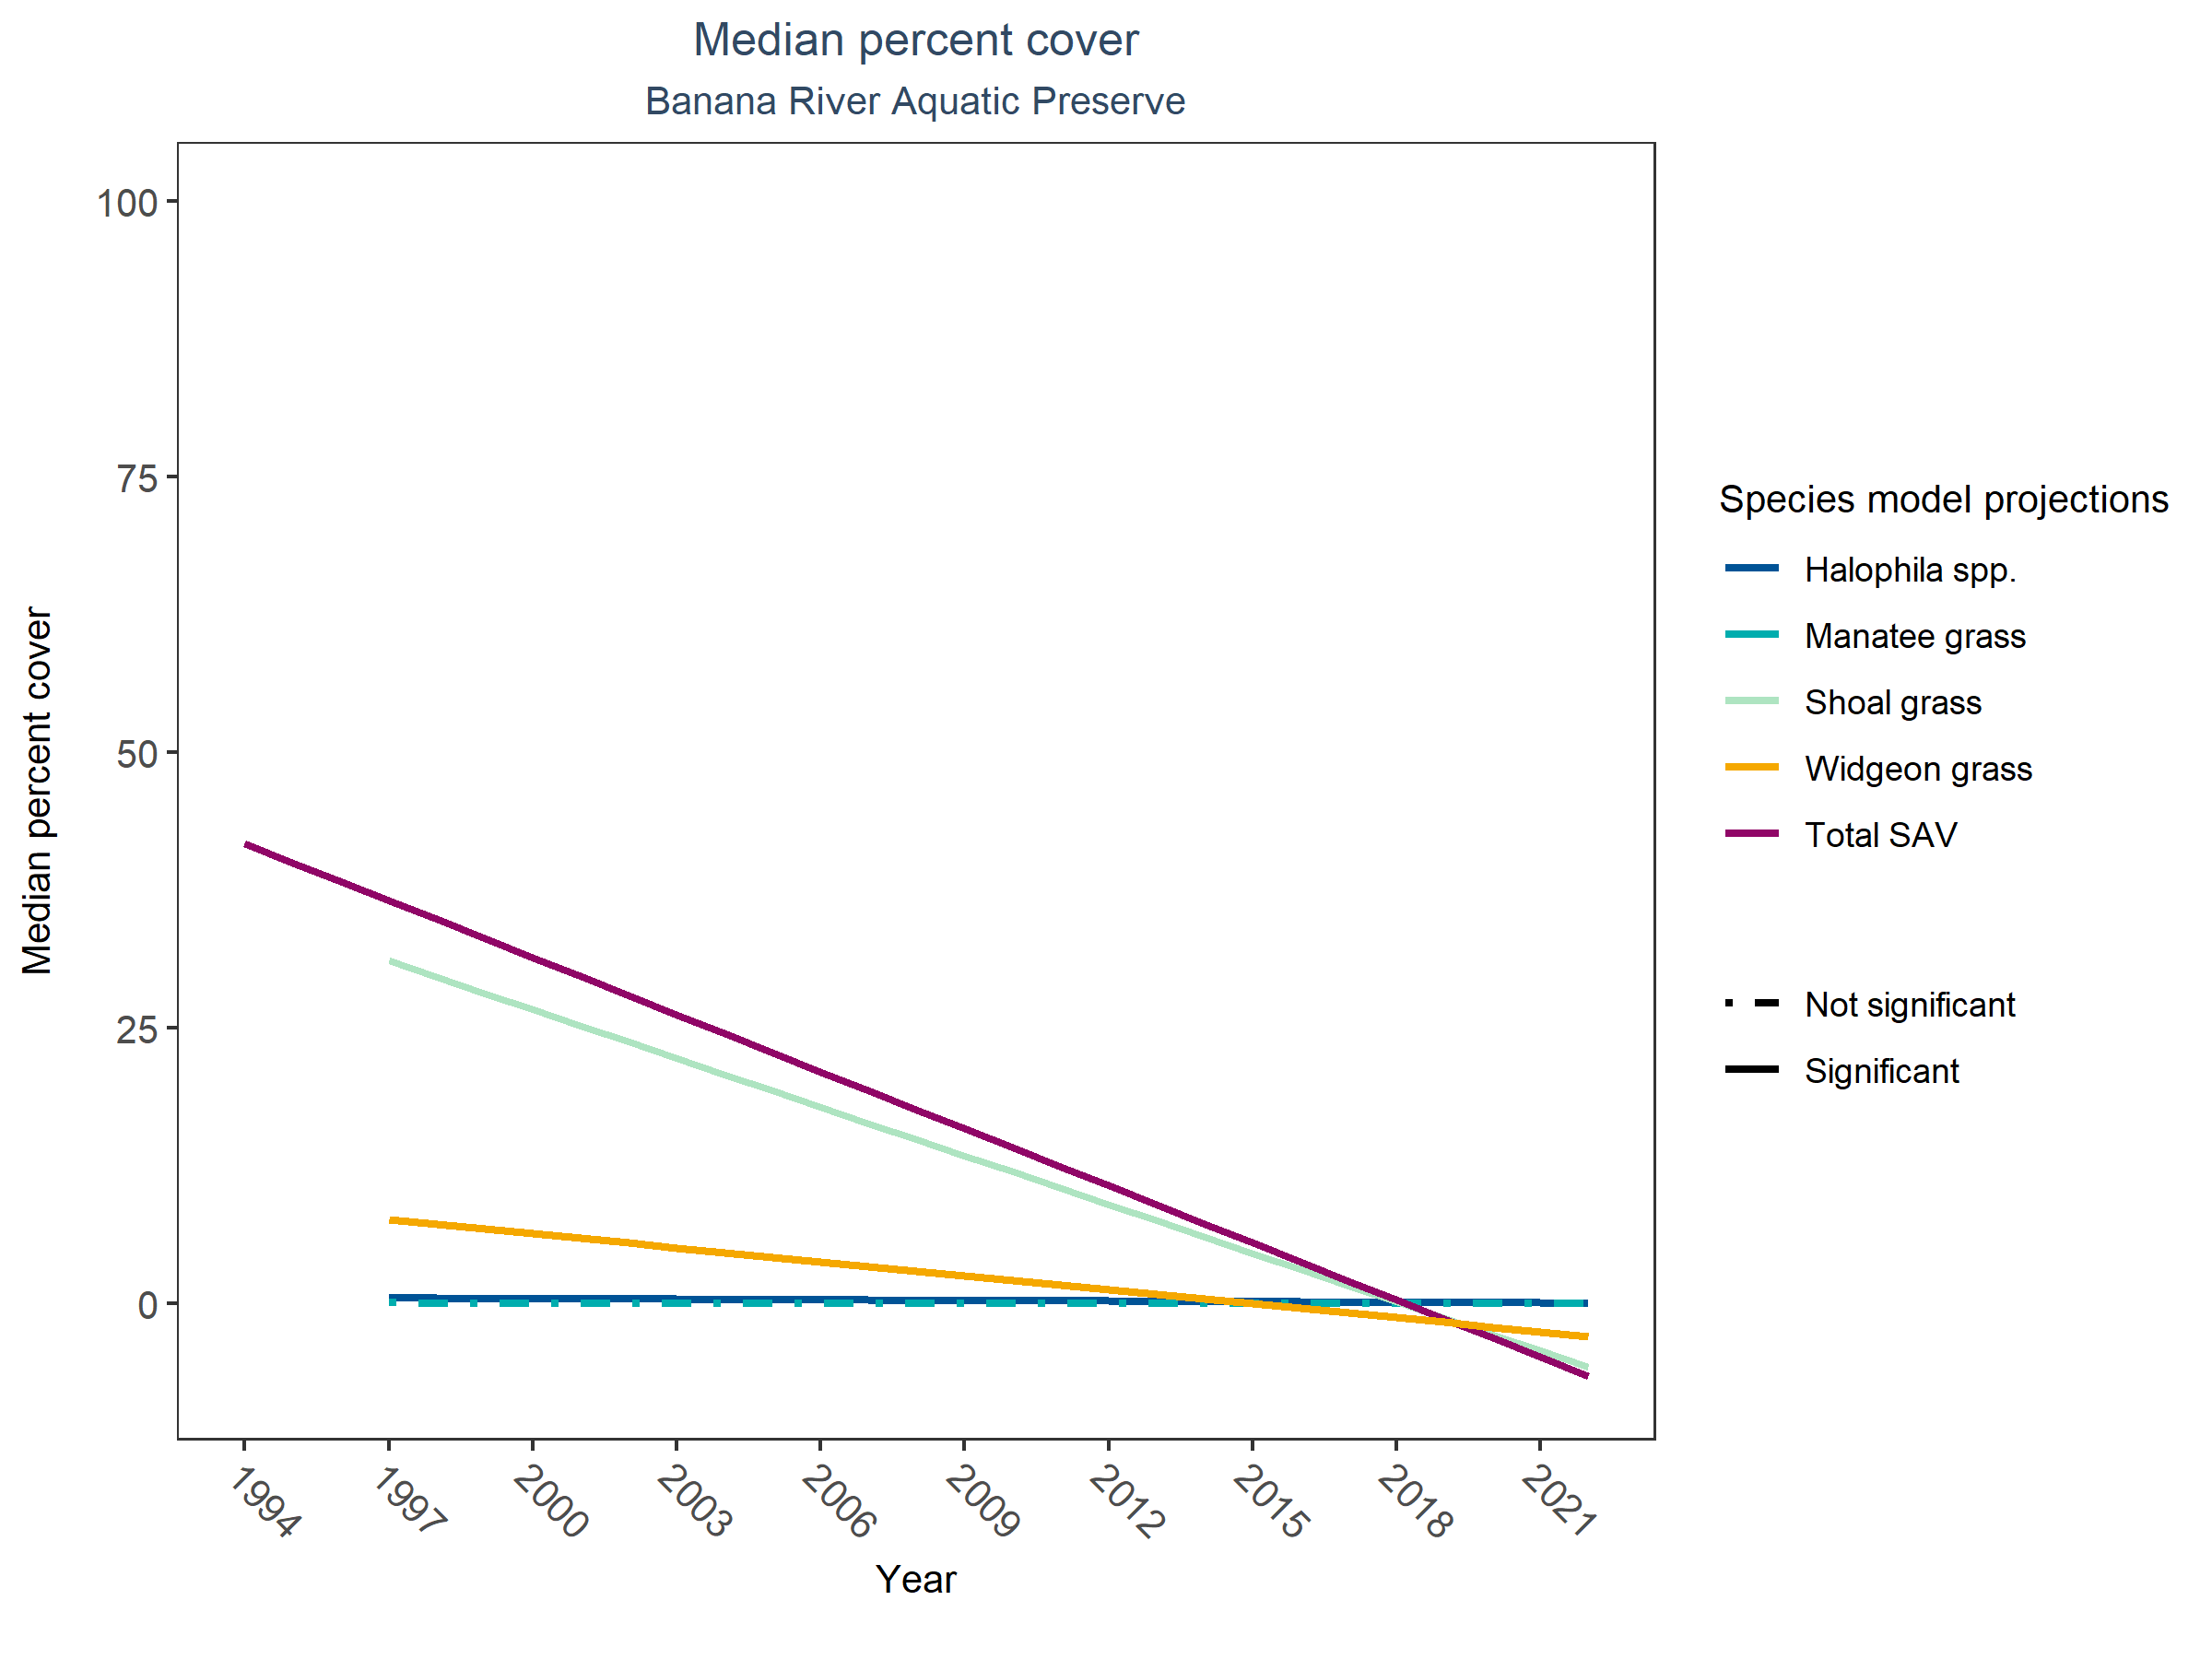 Median percent cover
Banana River Aquatic Preserve
Median percent cover
100
75
50
25
0
1994
1997
2000
2003
2006
2009
2012
2015
2018
2021
Year
Species model projections
Halophila spp.
Manatee grass
Shoal grass
Widgeon grass
Total SAV
Not significant
Significant